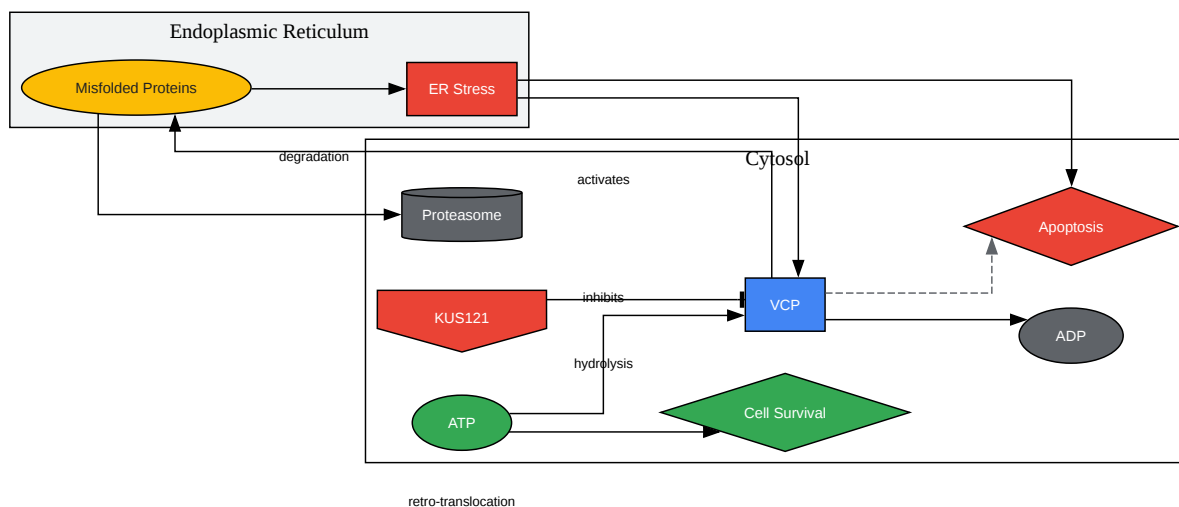 Endoplasmic Reticulum
Misfolded Proteins
ER Stress
degradation
Cytosol
activates
Proteasome
Apoptosis
inhibits
VCP
KUS121
ADP
hydrolysis
Cell Survival
ATP
retro-translocation